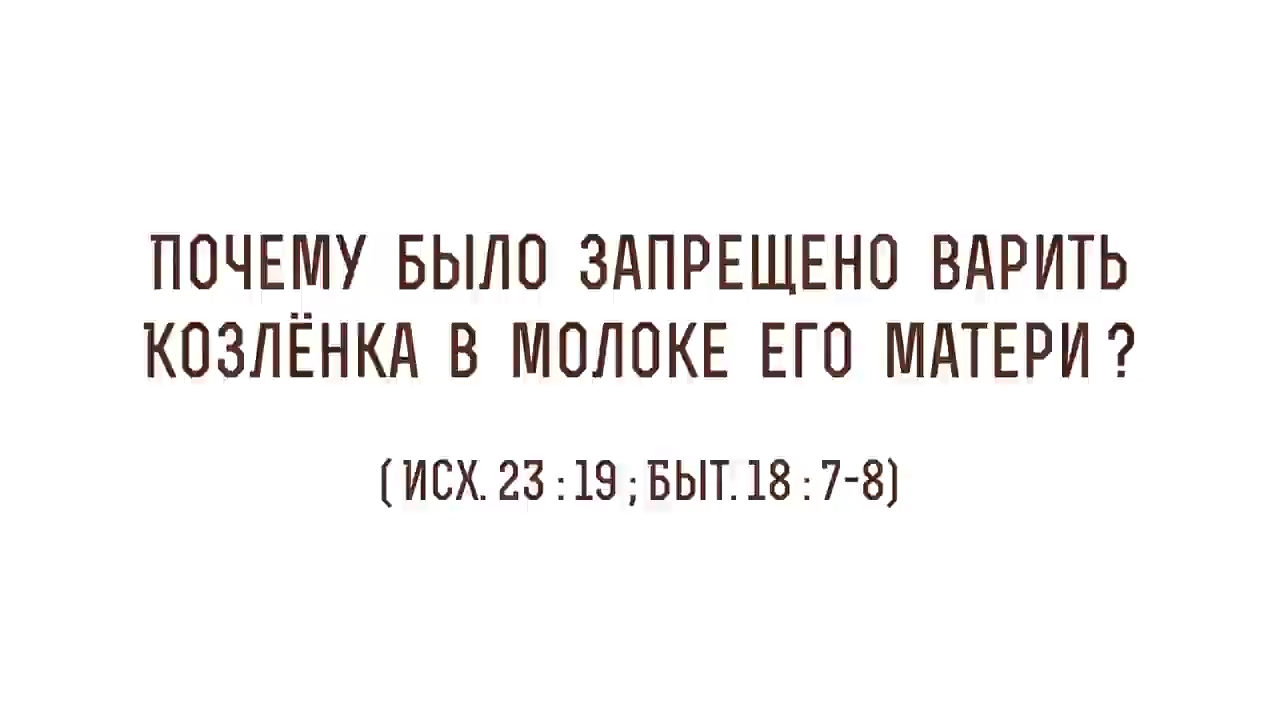 ПОЧЕМУ БЫЛО ЗАПРЕЩЕНО ВАРИТЬ
КОЗЛЁНКА В МОЛОКЕ ЕГО МАТЕРИ ?
( ИСХ. 23 : 19 ; БЫТ. 18 : 7-8)